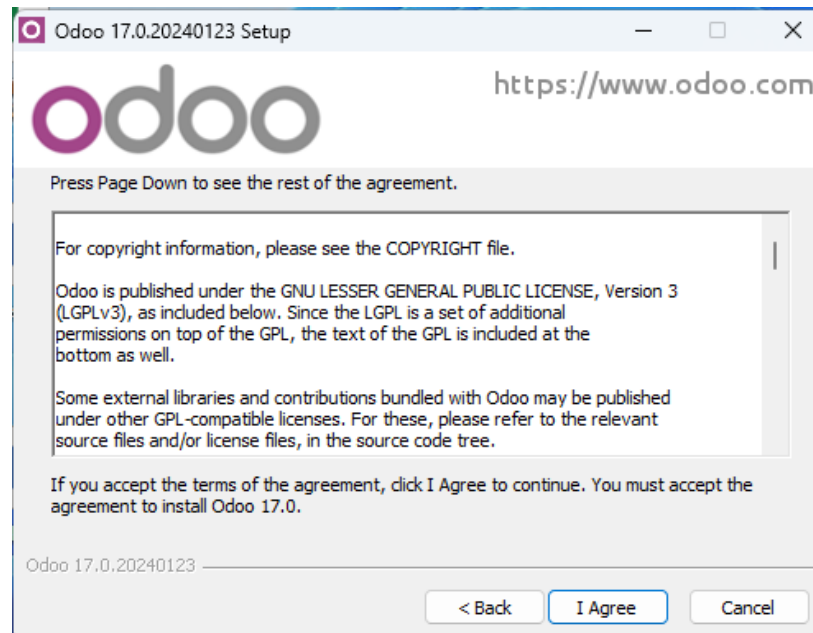 Odoo 17.0.20240123 Setup
odoo
https://www.odoo.com
Press Page Down to see the rest of the agreement.
For copyright information, please see the COPYRIGHT file.
Odoo is published under the GNU LESSER GENERAL PUBLIC LICENSE, Version 3
(LGPLv3), as included below. Since the LGPL is a set of additional
permissions on top of the GPL, the text of the GPL is included at the
bottom as well.
Some external libraries and contributions bundled with Odoo may be published
under other GPL-compatible licenses. For these, please refer to the relevant
source files and/or license files, in the source code tree.
If you accept the terms of the agreement, click I Agree to continue. You must accept the
agreement to install Odoo 17.0.
Odoo 17.0.20240123
< Back
I Agree
Cancel